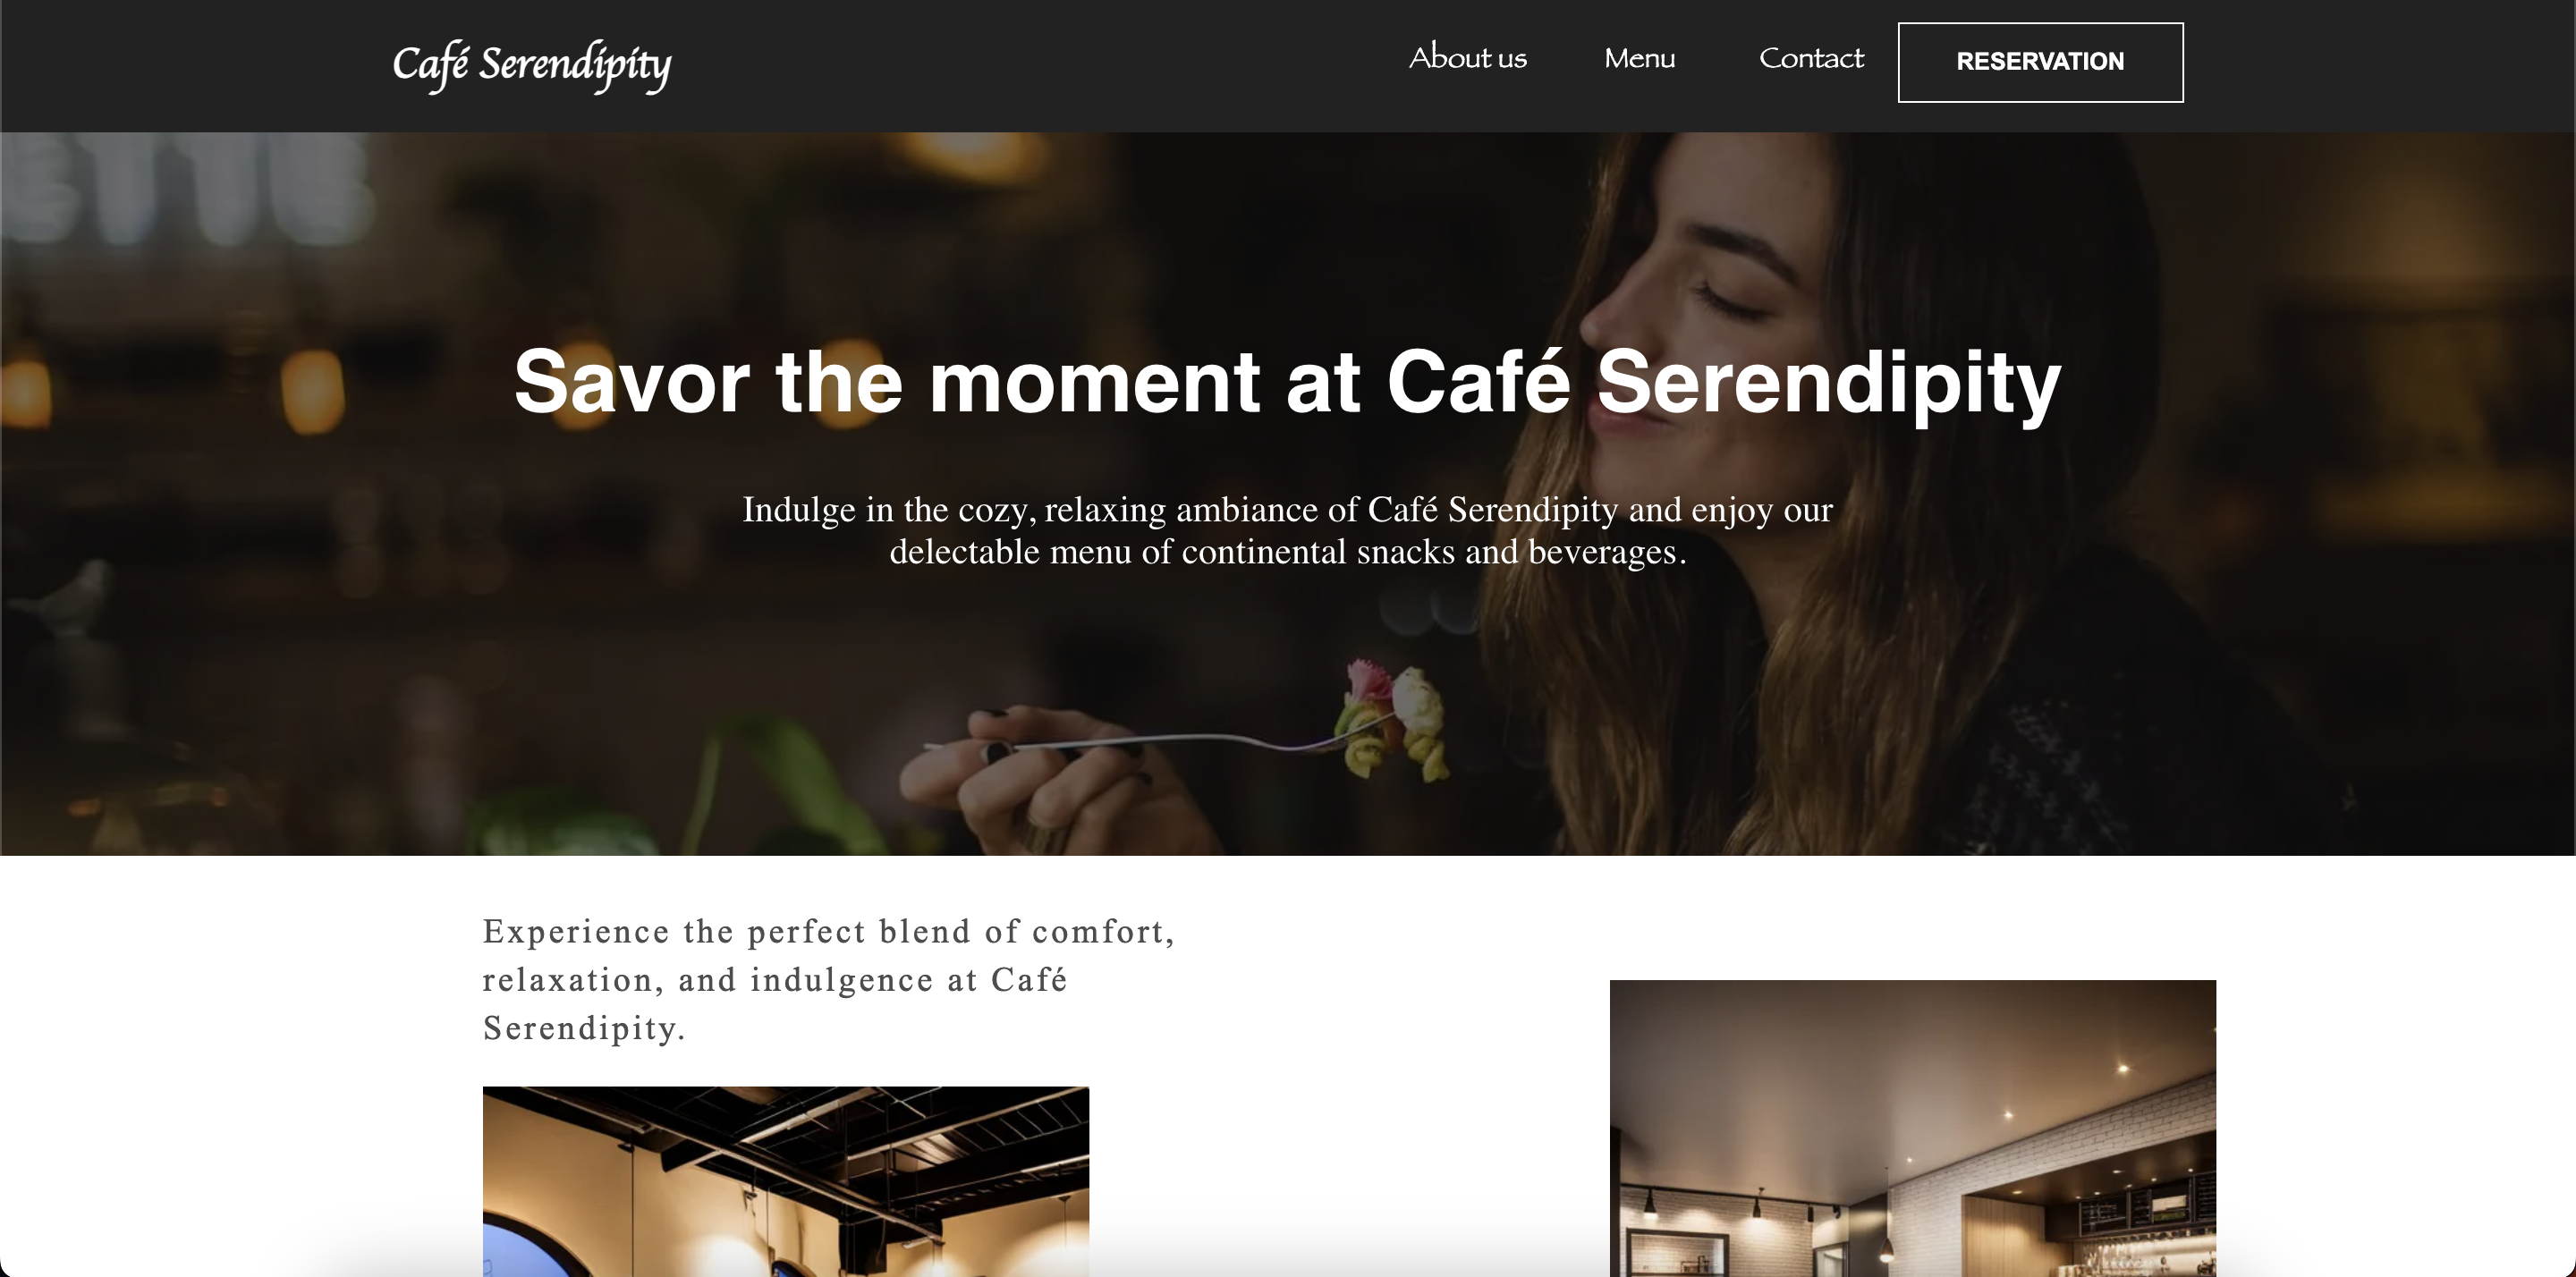 Café Serendipity
About us
Menu
Contact
RESERVATION
Savor the moment at Café Serendipity
Indulge in the cozy, relaxing ambiance of Café Serendipity and enjoy our
delectable menu of continental snacks and beverages.
Experience the perfect blend of comfort,
relaxation, and indulgence at Café
Serendipity.